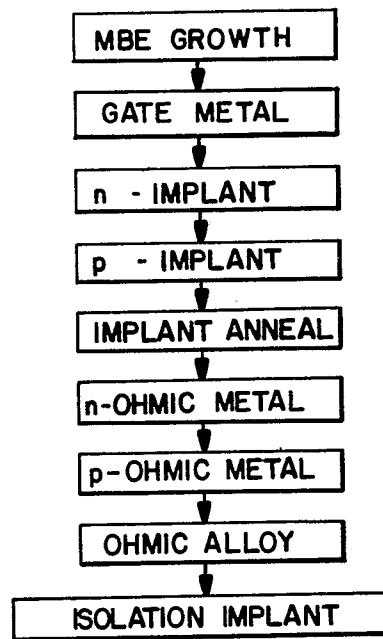 MBE GROWTH
GATE METAL
n - IMPLANT
p - IMPLANT
IMPLANT ANNEAL
n-OHMIC METAL
p-OHMIC METAL
OHMIC ALLOY
ISOLATION IMPLANT